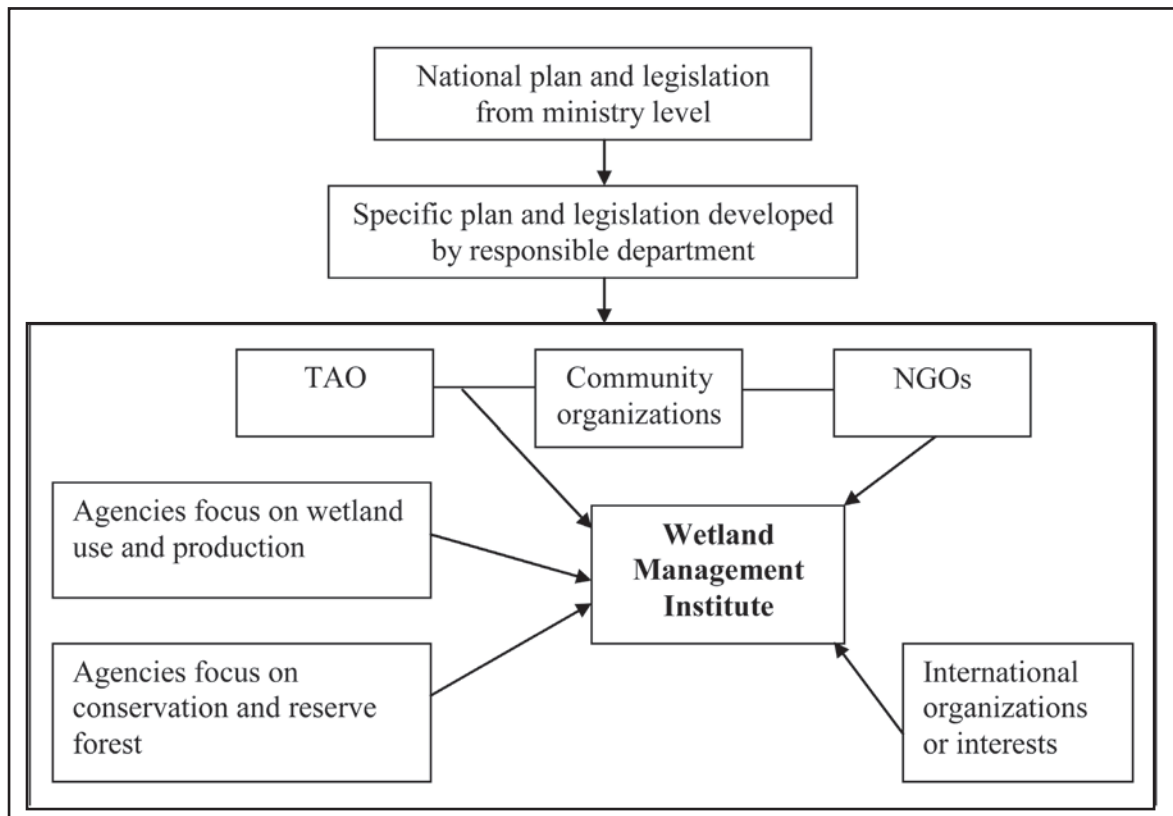 National plan and legislation
from ministry level
Specific plan and legislation developed
by responsible department
TAO
Community
organizations
NGOs
Agencies focus on wetland
use and production
Wetland
Management
Institute
Agencies focus on
conservation and reserve
forest
International
organizations
or interests